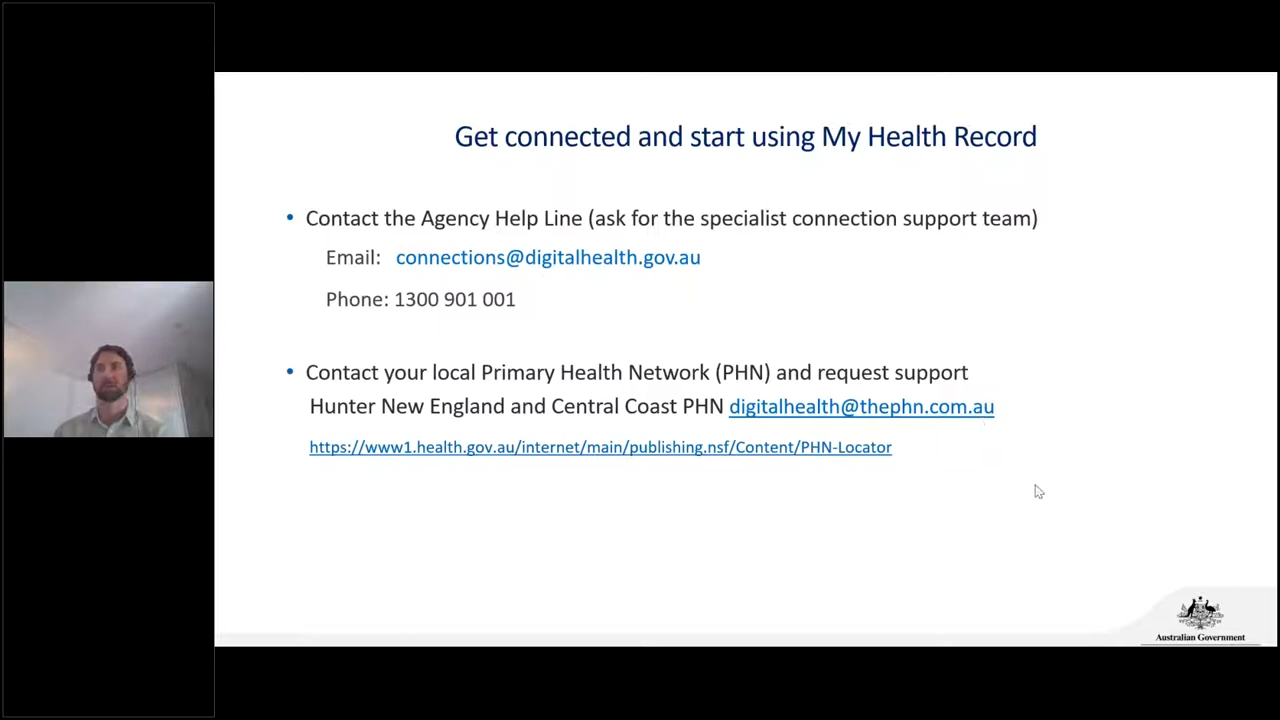 Get connected and start using My Health Record
• Contact the Agency Help Line (ask for the specialist connection support team)
Email: connections@digitalhealth.gov.au
Phone: 1300 901 001
• Contact your local Primary Health Network (PHN) and request support
Hunter New England and Central Coast PHN digitalhealth@thephn.com.au
https://www1.health.gov.au/internet/main/publishing.nsf/Content/PHN-Locator
Australian Government